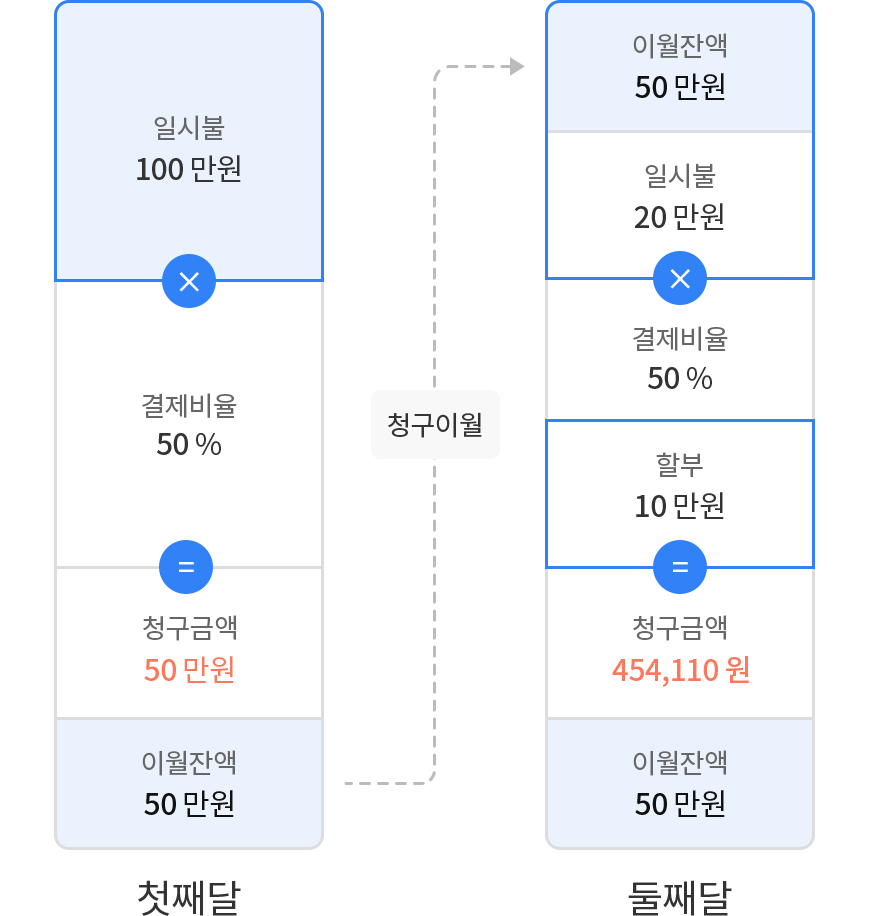 일시불
100 만원
×
결제비율
50 %
=
청구금액
50 만원
이월잔액
50 만원
첫째달
청구이월
이월잔액
50 만원
일시불
20 만원
×
결제비율
50 %
할부
10 만원
=
청구금액
454,110 원
이월잔액
50 만원
둘째달